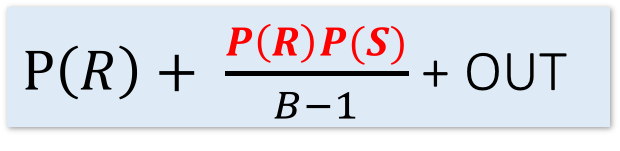 P(R) + P(R)P(S) / B−1 + OUT